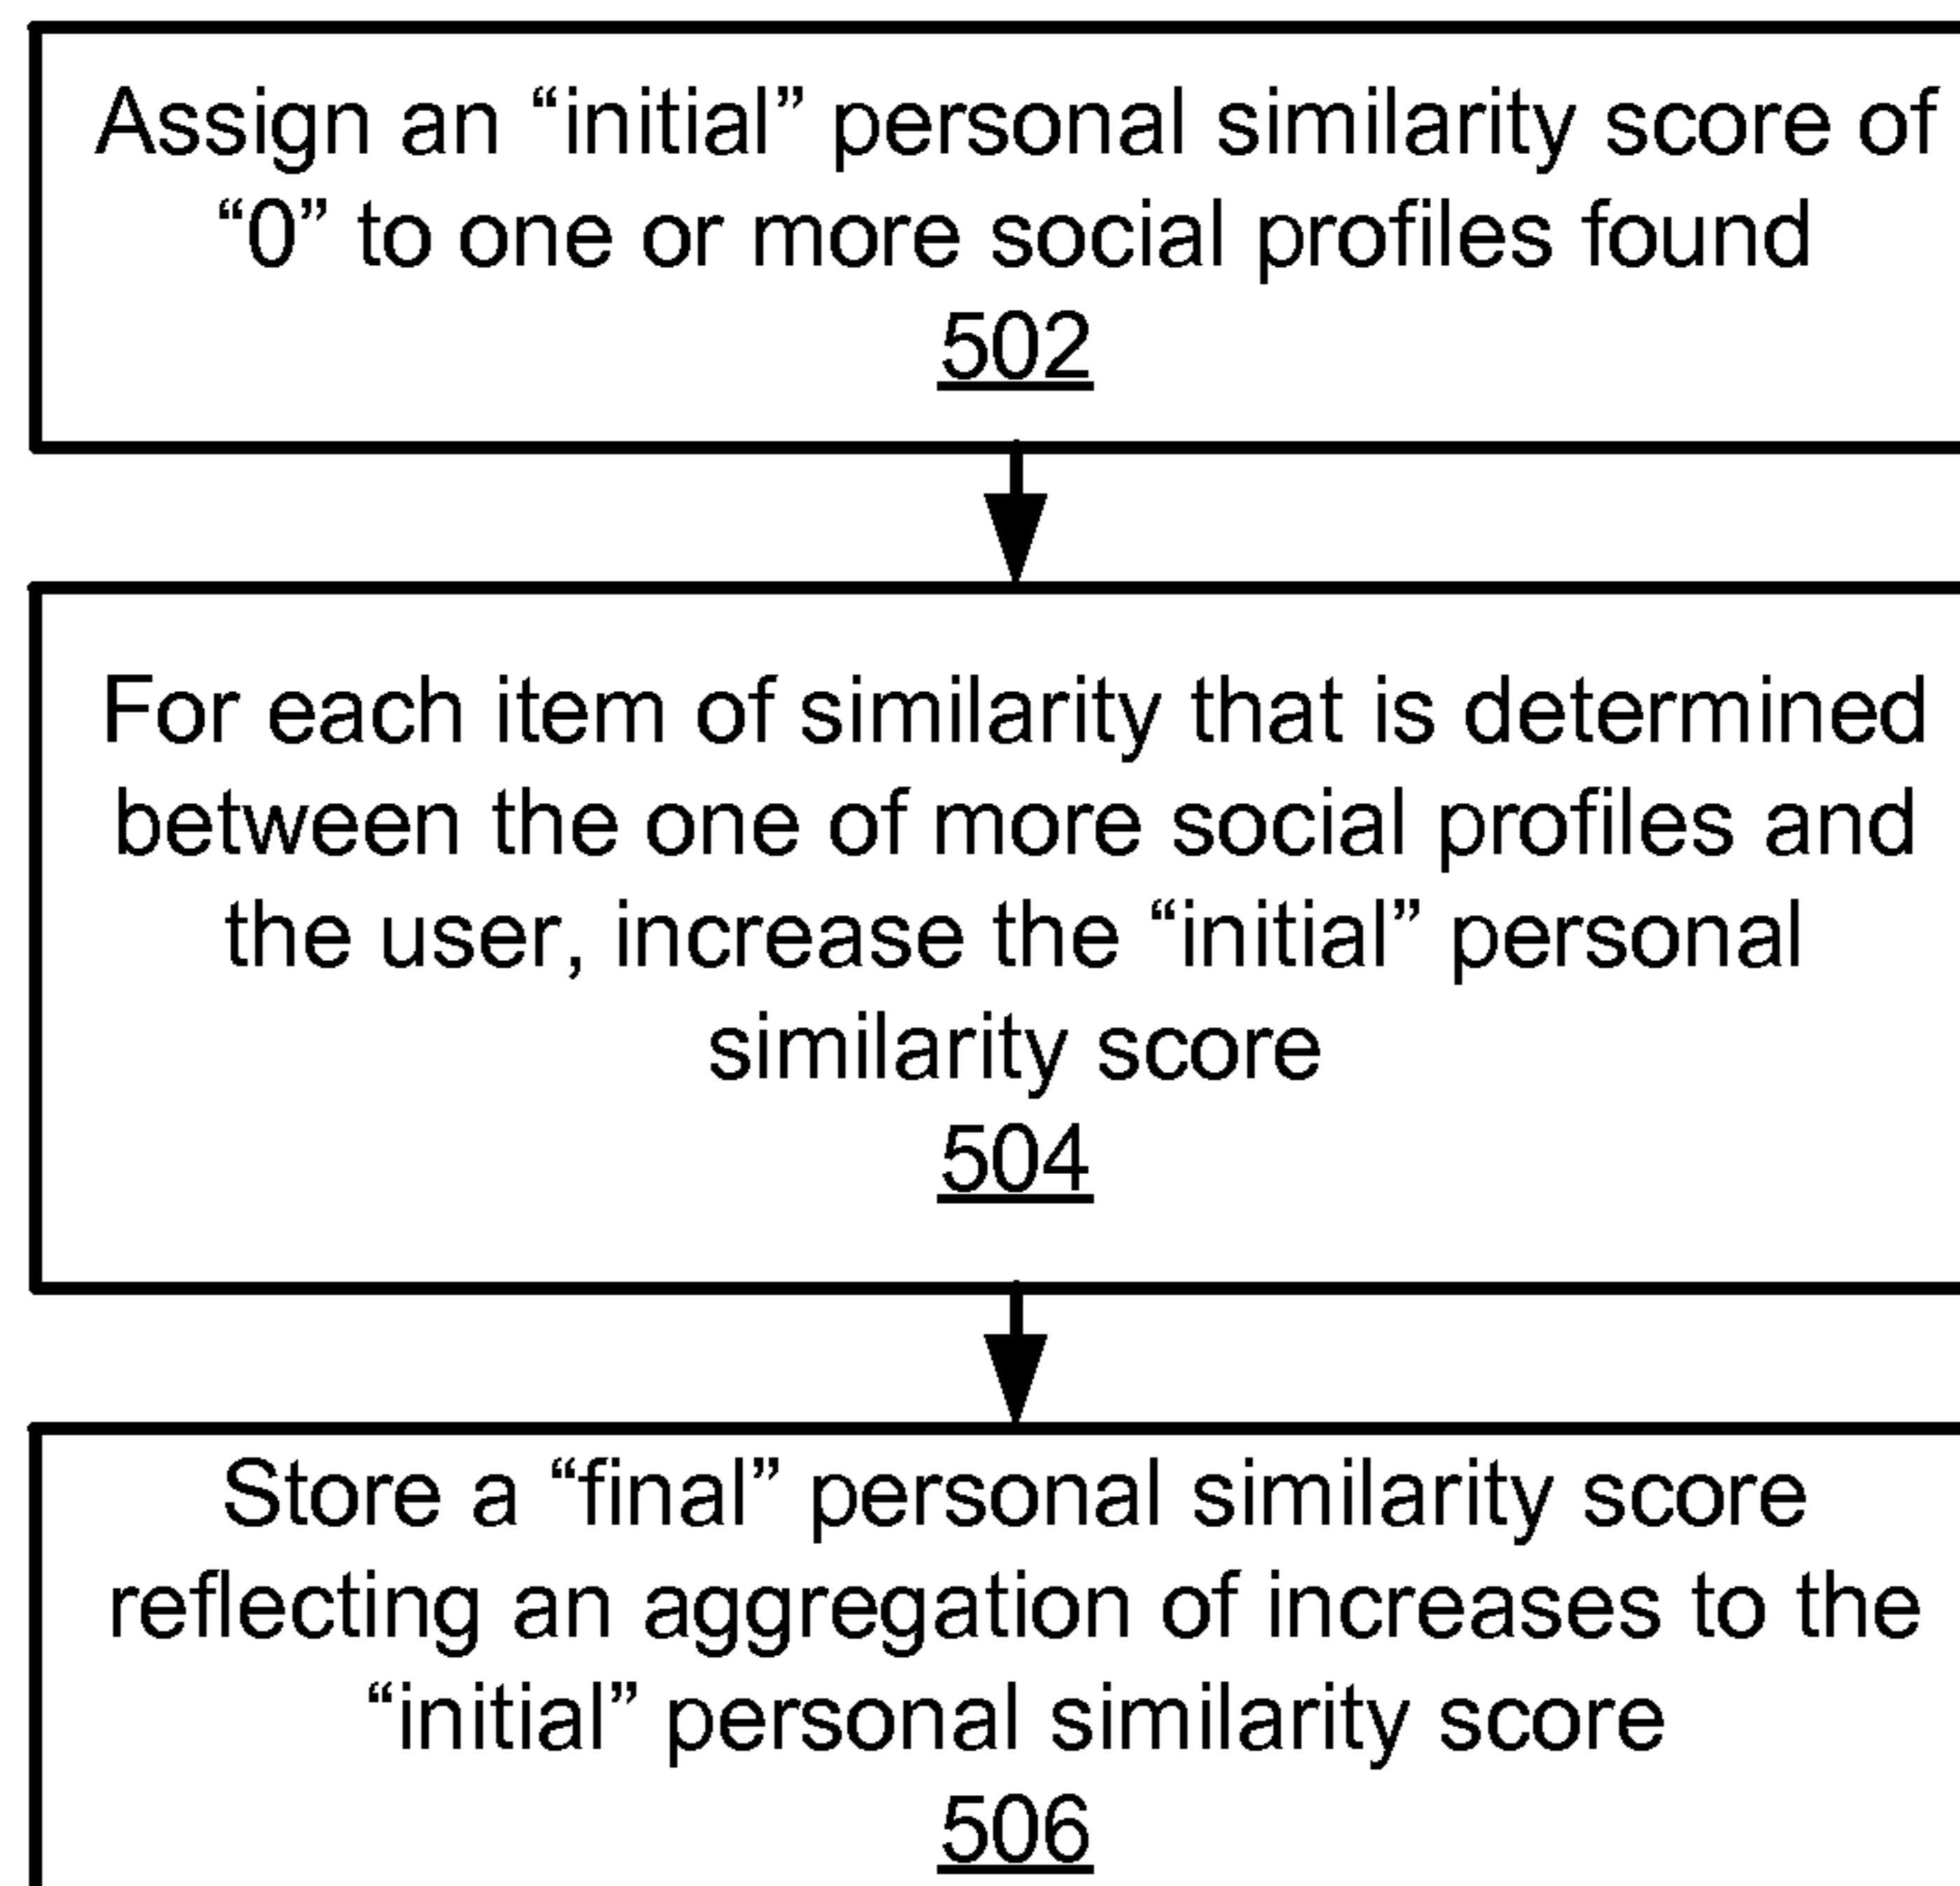 Assign an “initial” personal similarity score of
“0” to one or more social profiles found
502
For each item of similarity that is determined
between the one of more social profiles and
the user, increase the “initial” personal
similarity score
504
Store a “final” personal similarity score
reflecting an aggregation of increases to the
“initial” personal similarity score
506